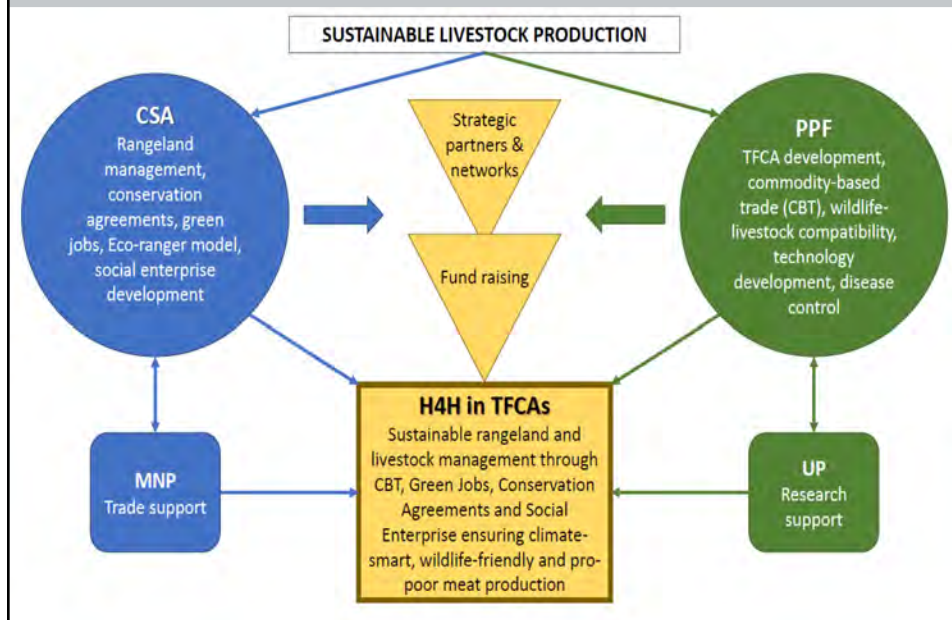 SUSTAINABLE LIVESTOCK PRODUCTION
CSA
Rangeland
management,
conservation
agreements, green
jobs, Eco-ranger model,
social enterprise
development
Strategic
partners &
networks
Fund raising
PPF
TFCA development,
commodity-based
trade (CBT), wildlife-
livestock compatibility,
technology
development, disease
control
MNP
Trade support
H4H in TFCAs
Sustainable rangeland and
livestock management through
CBT, Green Jobs, Conservation
Agreements and Social
Enterprise ensuring climate-
smart, wildlife-friendly and pro-
poor meat production
UP
Research
support